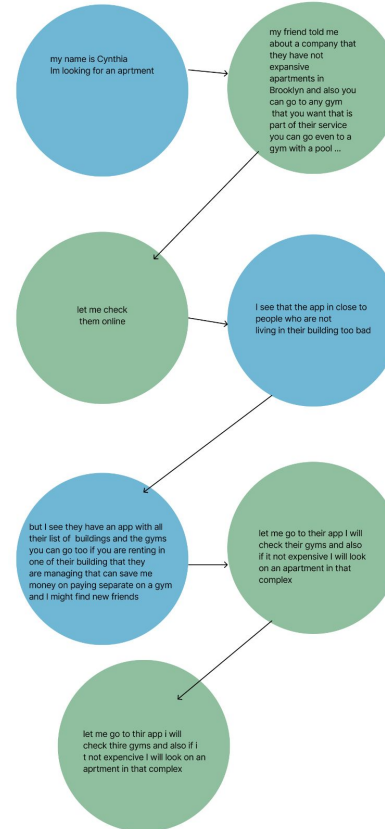 my name is Cynthia
Im looking for an aprtment
my friend told me
about a company that
they have not
expansive
apartments in
Brooklyn and also you
can go to any gym
that you want that is
part of their service
you can go even to a
gym with a pool ...
let me check
them online
I see that the app in close to
people who are not
living in their building too bad
but I see they have an app with all
their list of buildings and the gyms
you can go too if you are renting in
one of their building that they
are managing that can save me
money on paying separate on a gym
and I might find new friends
let me go to their app I will
check their gyms and also
if it not expensive I will look
on an apartment in that
complex
let me go to thir app i will
check thire gyms and also if i
t not expencive I will look on an
aprtment in that complex